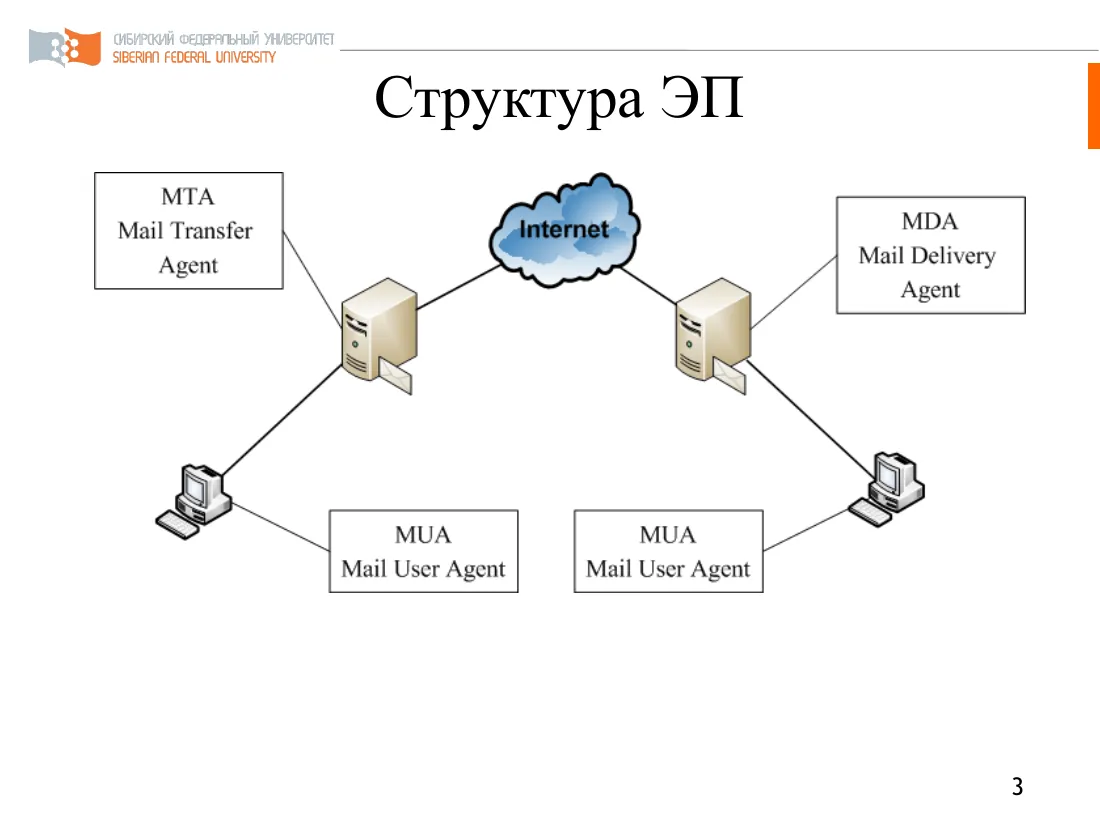 СИБИРСКИЙ ФЕДЕРАЛЬНЫЙ УНИВЕРСИТЕТ
SIBERIAN FEDERAL UNIVERSITY
Структура ЭП
MTA
Mail Transfer
Agent
Internet
MDA
Mail Delivery
Agent
MUA
Mail User Agent
MUA
Mail User Agent
3